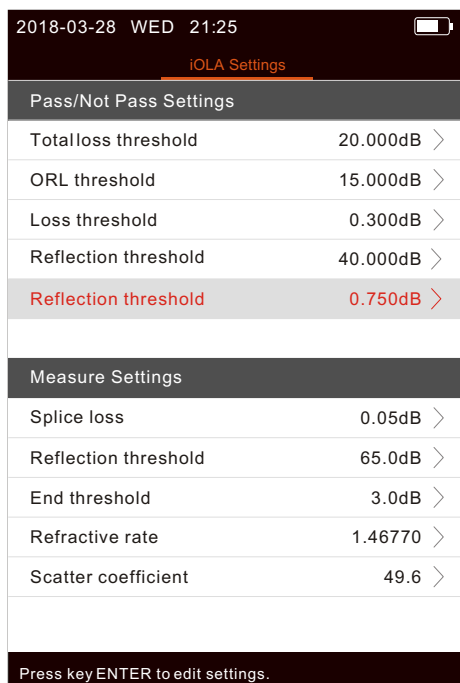 2018-03-28 WED 21:25
iOLA Settings
Pass/Not Pass Settings
Total loss threshold 20.000dB
ORL threshold 15.000dB
Loss threshold 0.300dB
Reflection threshold 40.000dB
Reflection threshold 0.750dB
Measure Settings
Splice loss 0.05dB
Reflection threshold 65.0dB
End threshold 3.0dB
Refractive rate 1.46770
Scatter coefficient 49.6
Press key ENTER to edit settings.